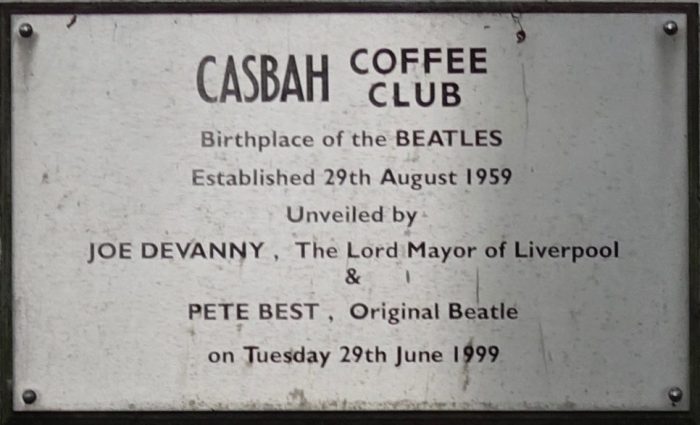 CASBAH COFFEE CLUB
Birthplace of the BEATLES
Established 29th August 1959
Unveiled by
JOE DEVANNY , The Lord Mayor of Liverpool
&
PETE BEST , Original Beatle
on Tuesday 29th June 1999